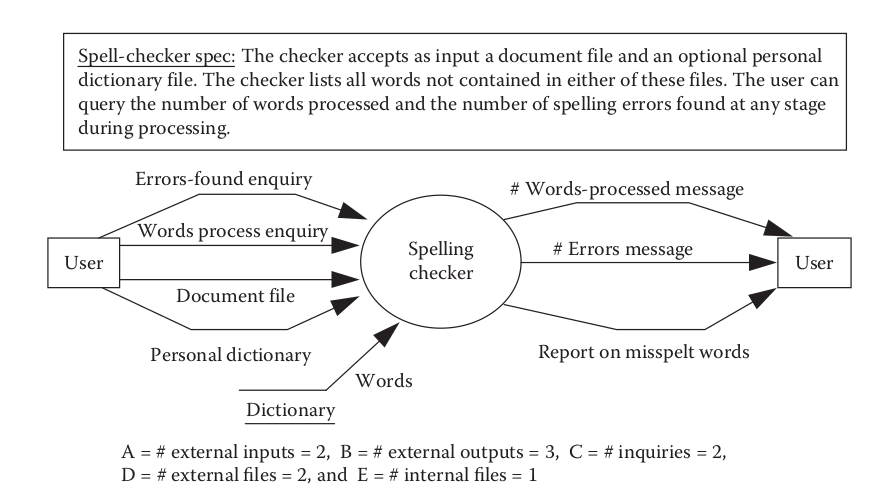 Spell-checker spec: The checker accepts as input a document file and an optional personal
dictionary file. The checker lists all words not contained in either of these files. The user can
query the number of words processed and the number of spelling errors found at any stage
during processing.
Errors-found enquiry
# Words-processed message
Words process enquiry
# Errors message
User
Spelling
checker
User
Document file
Personal dictionary
Report on misspelt words
Words
Dictionary
A = # external inputs = 2, B = # external outputs = 3, C = # inquiries = 2,
D = # external files = 2, and E = # internal files = 1